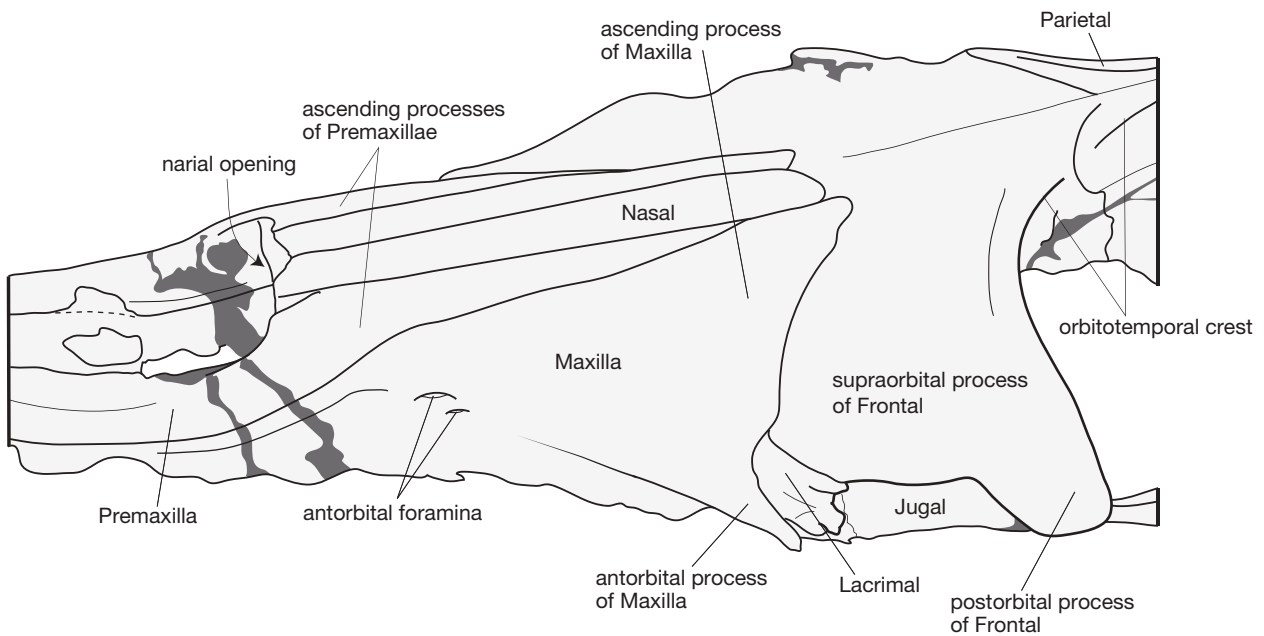 Parietal
ascending process
of Maxilla
ascending processes
of Premaxillae
narial opening
Nasal
orbitotemporal crest
Maxilla
supraorbital process
of Frontal
Jugal
Premaxilla
antorbital foramina
antorbital process
of Maxilla
Lacrimal
postorbital process
of Frontal